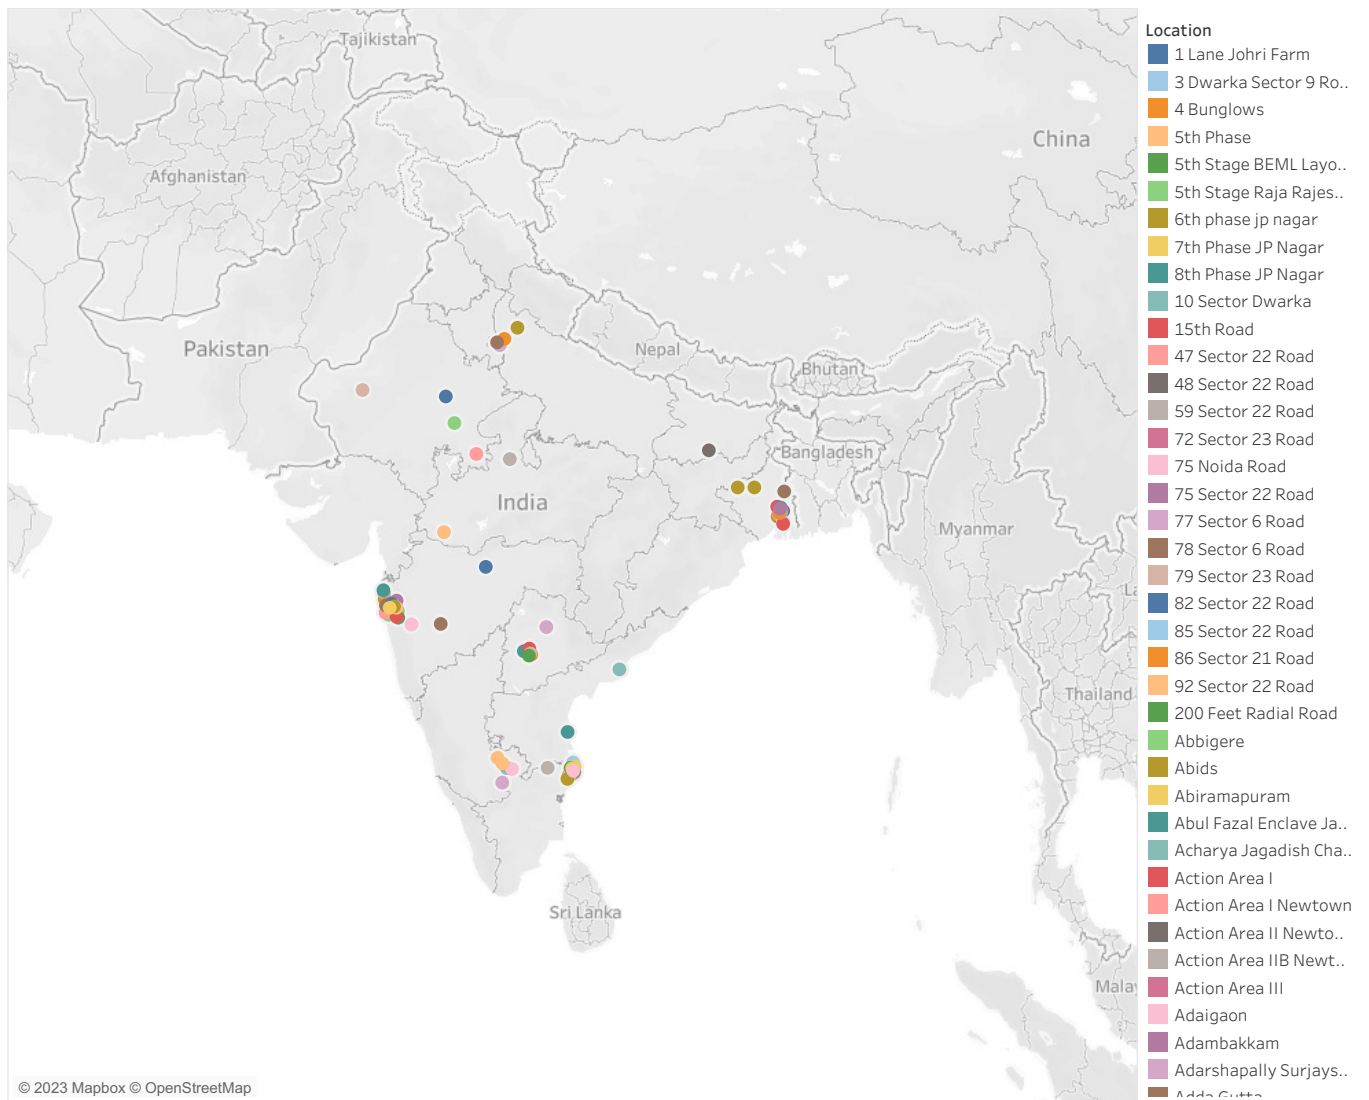 Tajikistan
China
Afghanistan
Pakistan
Nepal
Bhutan
Bangladesh
India
Myanmar
Thailand
Sri Lanka
© 2023 Mapbox © OpenStreetMap
Location
1 Lane Johri Farm
3 Dwarka Sector 9 Ro..
4 Bunglows
5th Phase
5th Stage BEML Layo..
5th Stage Raja Rajes..
6th phase jp nagar
7th Phase JP Nagar
8th Phase JP Nagar
10 Sector Dwarka
15th Road
47 Sector 22 Road
48 Sector 22 Road
59 Sector 22 Road
72 Sector 23 Road
75 Noida Road
75 Sector 22 Road
77 Sector 6 Road
78 Sector 6 Road
79 Sector 23 Road
82 Sector 22 Road
85 Sector 22 Road
86 Sector 21 Road
92 Sector 22 Road
200 Feet Radial Road
Abbigere
Abids
Abiramapuram
Abul Fazal Enclave Ja..
Acharya Jagadish Cha..
Action Area I
Action Area I Newtown
Action Area II Newto..
Action Area IIB Newt..
Action Area III
Adaigaon
Adambakkam
Adarshapally Surjays..
Adda Gutta